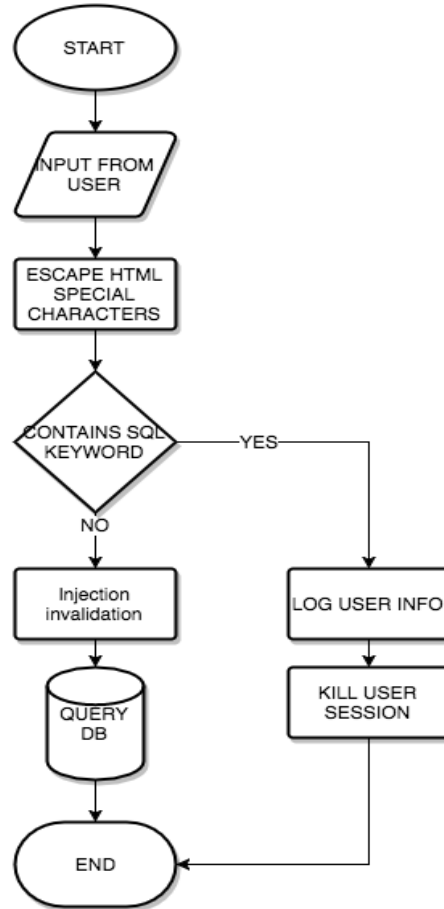 START
INPUT FROM
USER
ESCAPE HTML
SPECIAL
CHARACTERS
CONTAINS SQL
KEYWORD
YES
NO
Injection
invalidation
LOG USER INFO
QUERY
DB
KILL USER
SESSION
END